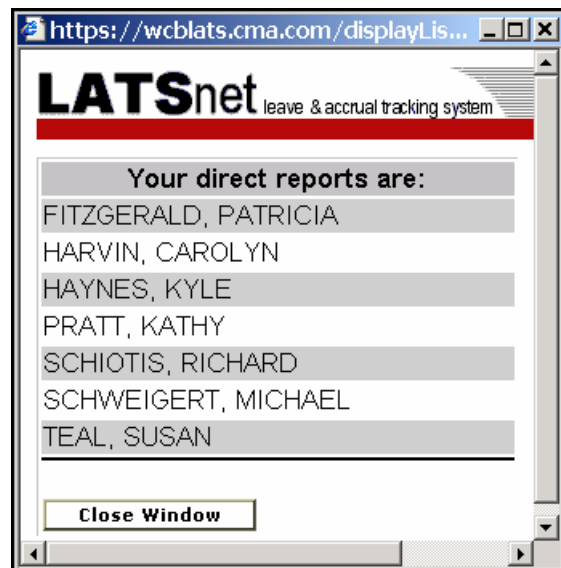 https://wcblats.cma.com/displayLis...
LATSnet leave & accrual tracking system
Your direct reports are:
FITZGERALD, PATRICIA
HARVIN, CAROLYN
HAYNES, KYLE
PRATT, KATHY
SCHIOTIS, RICHARD
SCHWEIGERT, MICHAEL
TEAL, SUSAN
Close Window